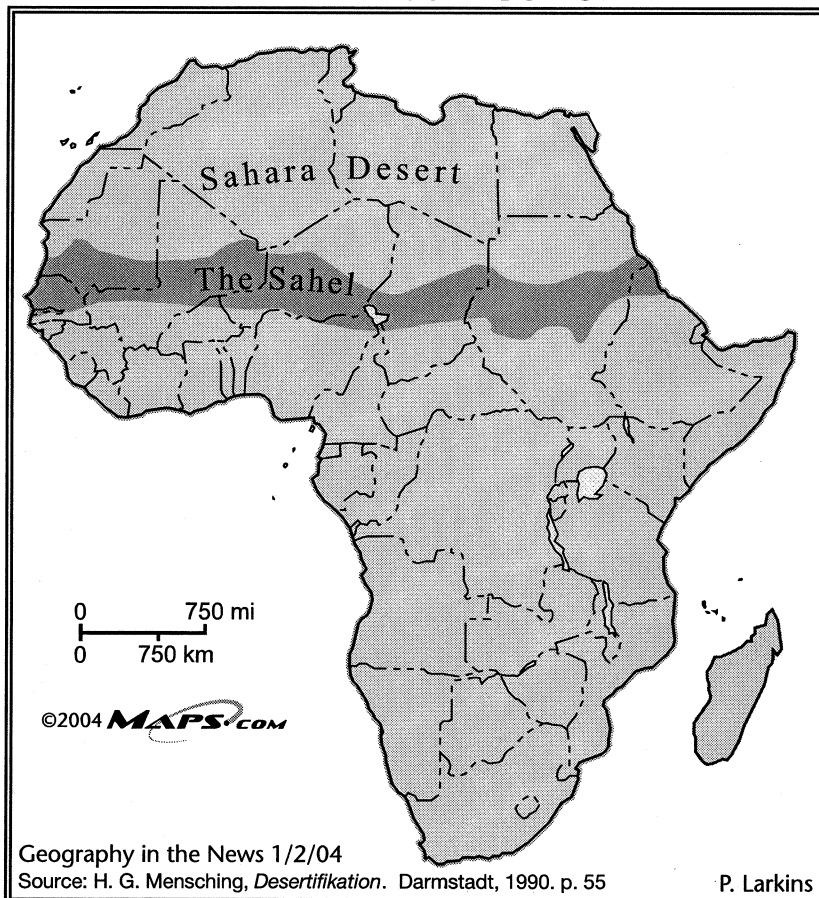 Sahara Desert
The Sahel
0 750 mi
0 750 km
©2004 MAPS.COM
Geography in the News 1/2/04
Source: H. G. Mensching, Desertifikation. Darmstadt, 1990. p. 55
P. Larkins